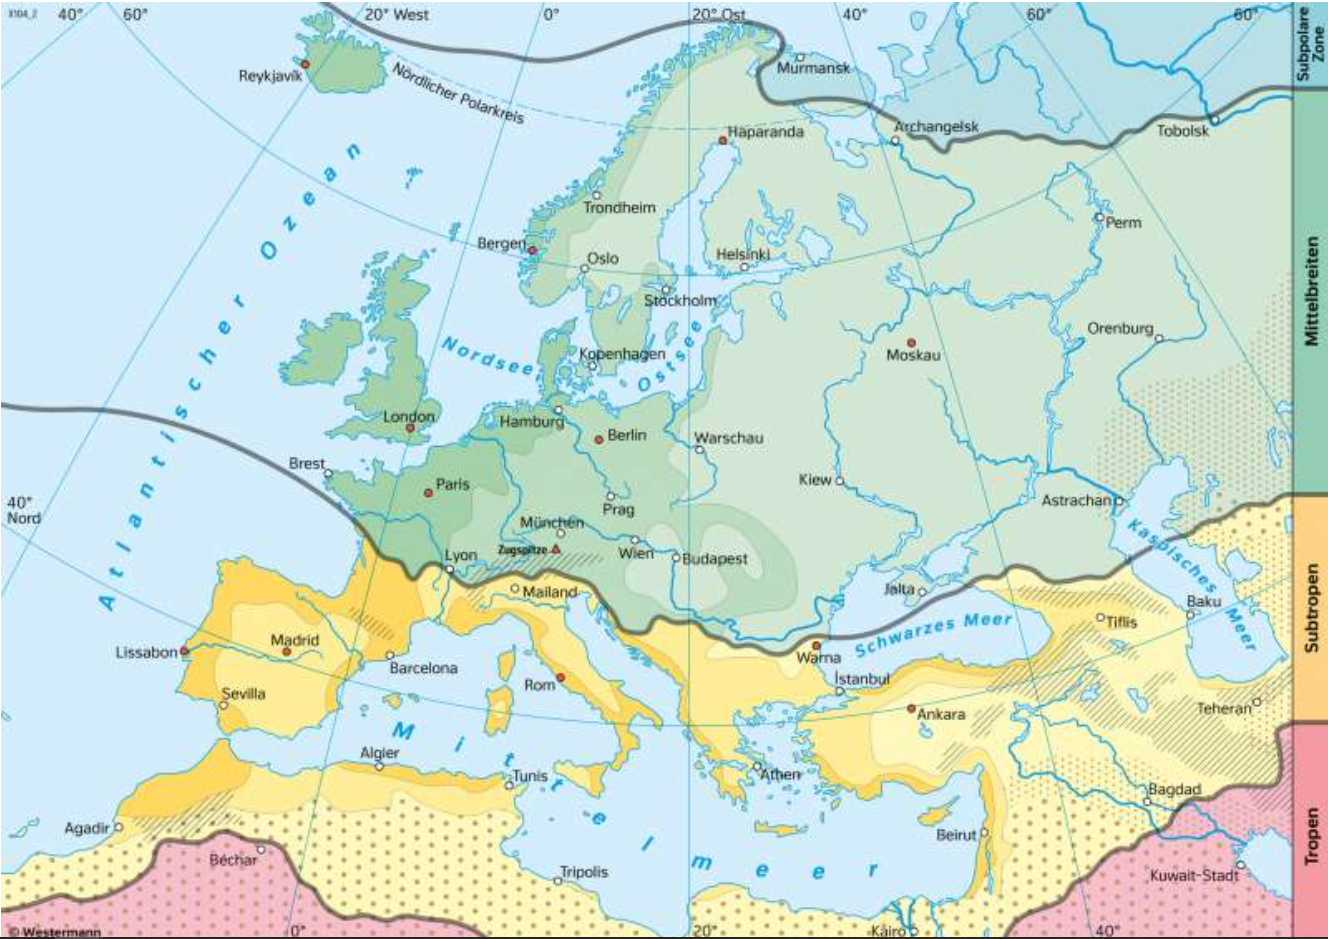 X104_2
40°
60°
20° West
0°
20° Ost
40°
60°
80°
Subpolare
Zone
Reykjavík
Nördlicher Polarkreis
Murmansk
Haparanda
Archangelsk
Tobolsk
Atlantischer Ozean
Trondheim
Perm
Bergen
Oslo
Helsinki
Stockholm
Mittelbreiten
Orenburg
Nordsee
Kopenhagen
Ostsee
Moskau
London
Hamburg
Berlin
Warschau
Brest
Paris
Kiew
Astrachan
40°
Nord
Prag
München
Zugspitze
Wien
Budapest
Lyon
Kaspisches Meer
Mailand
Jalta
Baku
Tiflis
Subtropen
Schwarzes Meer
Lissabon
Madrid
Barcelona
Warna
Rom
İstanbul
Sevilla
Ankara
Teheran
Mittelmeer
Algier
Tunis
Athen
Bagdad
Agadir
Beirut
Tropen
Béchar
Tripolis
Kuwait-Stadt
© Westermann
0°
20°
Kairo
40°